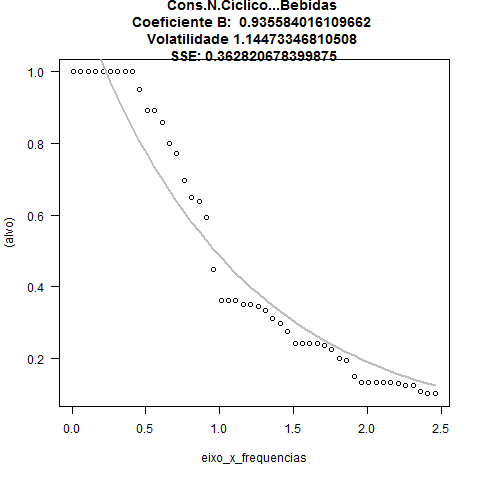 Cons.N.Ciclico...Bebidas
Coeficiente B: 0.935584016109662
Volatilidade 1.14473346810508
SSE: 0.362820678399875
1.0
0.8
0.6
0.4
0.2
(alvo)
0.0 0.5 1.0 1.5 2.0 2.5
eixo_x_frequencias